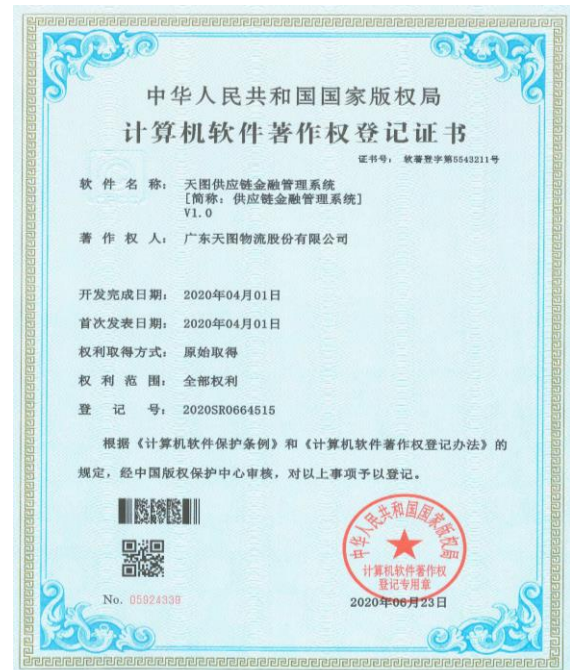 中华人民共和国国家版权局
计算机软件著作权登记证书
证书号： 软著登字第5543211号
软 件 名 称： 天图供应链金融管理系统
[简称：供应链金融管理系统]
V1.0
著 作 权 人： 广东天图物流股份有限公司
开发完成日期： 2020年04月01日
首次发表日期： 2020年04月01日
权利取得方式： 原始取得
权 利 范 围： 全部权利
登 记 号： 2020SR0664515
根据《计算机软件保护条例》和《计算机软件著作权登记办法》的
规定，经中国版权保护中心审核，对以上事项予以登记。
中华人民共和国国家版权局
计算机软件著作权
登记专用章
No. 05924339
2020年06月23日